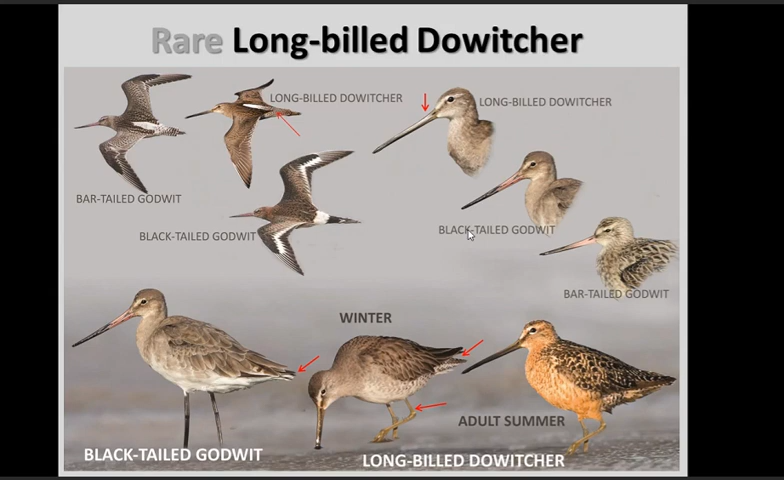 Rare Long-billed Dowitcher
LONG-BILLED DOWITCHER
LONG-BILLED DOWITCHER
BAR-TAILED GODWIT
BLACK-TAILED GODWIT
BLACK-TAILED GODWIT
BAR-TAILED GODWIT
WINTER
ADULT SUMMER
BLACK-TAILED GODWIT
LONG-BILLED DOWITCHER